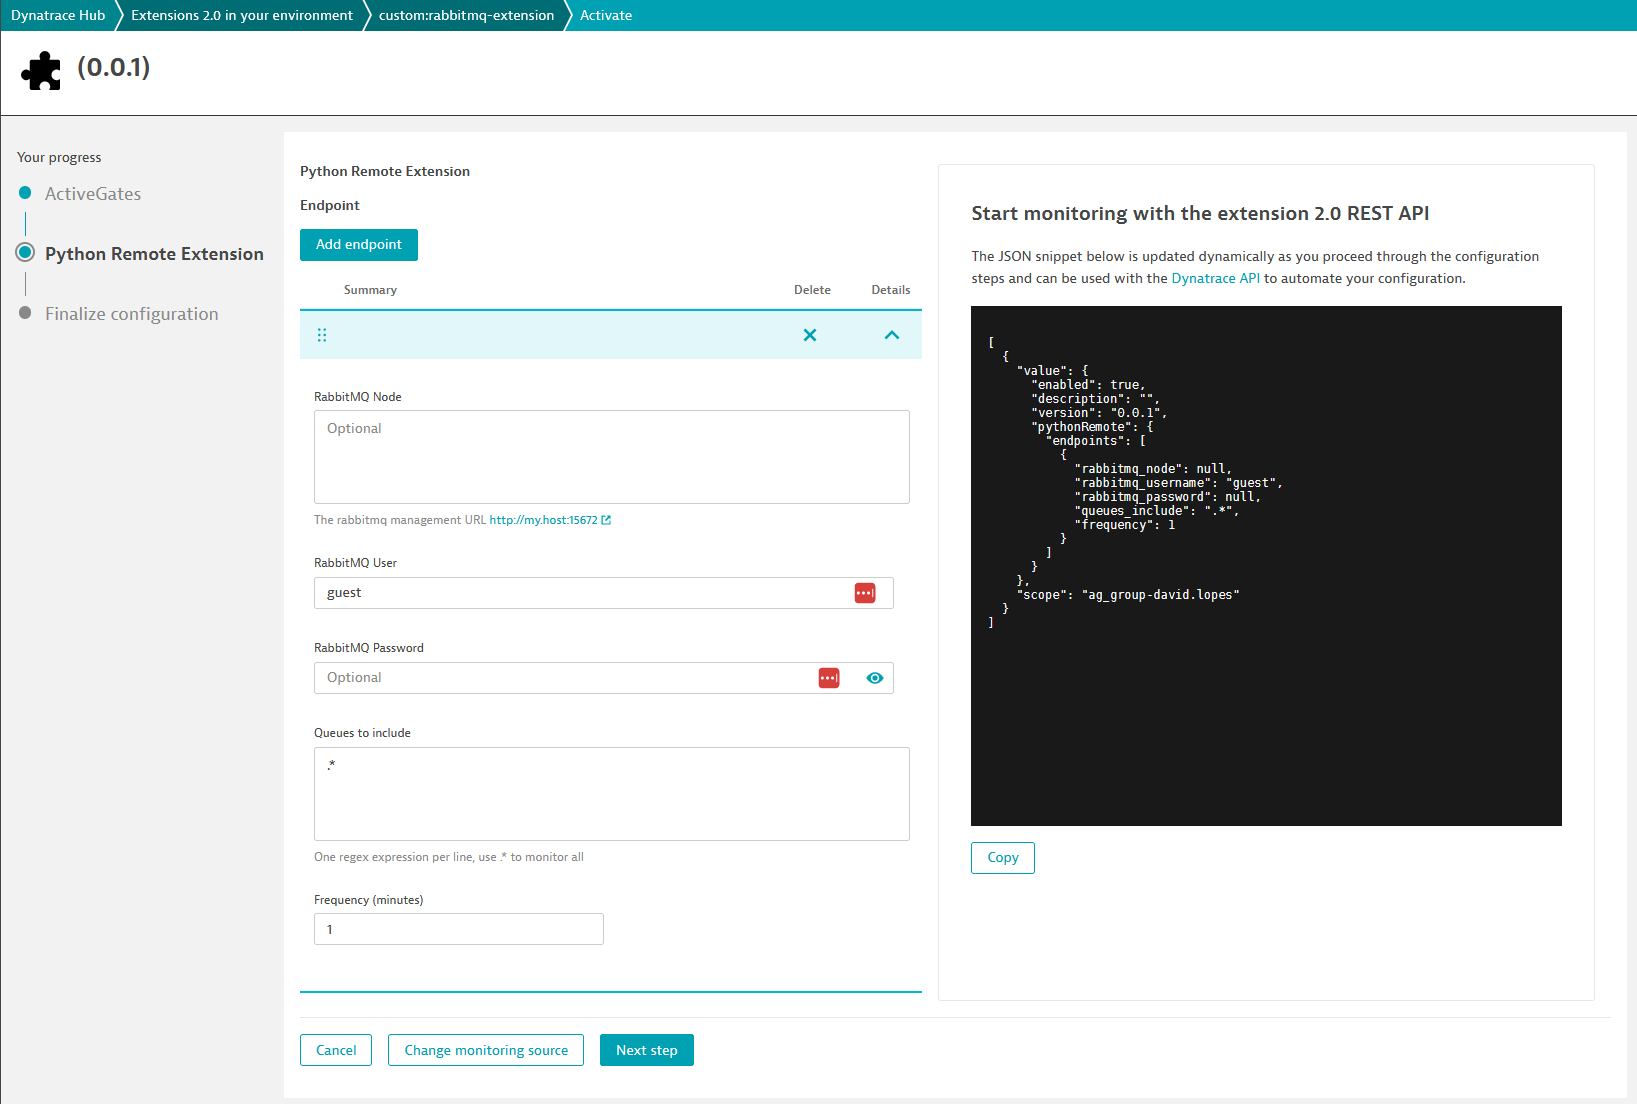 Dynatrace Hub
Extensions 2.0 in your environment
custom:rabbitmq-extension
Activate
(0.0.1)
Your progress
ActiveGates
Python Remote Extension
Finalize configuration
Python Remote Extension
Endpoint
Add endpoint
Summary Delete Details
RabbitMQ Node
Optional
The rabbitmq management URL http://my.host:15672
RabbitMQ User
guest
RabbitMQ Password
Optional
Queues to include
.*
One regex expression per line, use .* to monitor all
Frequency (minutes)
1
Cancel
Change monitoring source
Next step
Start monitoring with the extension 2.0 REST API
The JSON snippet below is updated dynamically as you proceed through the configuration
steps and can be used with the Dynatrace API to automate your configuration.
[
  {
    "value": {
      "enabled": true,
      "description": "",
      "version": "0.0.1",
      "pythonRemote": {
        "endpoints": [
          {
            "rabbitmq_node": null,
            "rabbitmq_username": "guest",
            "rabbitmq_password": null,
            "queues_include": ".*",
            "frequency": 1
          }
        ]
      }
    },
    "scope": "ag_group-david.lopes"
  }
]
Copy